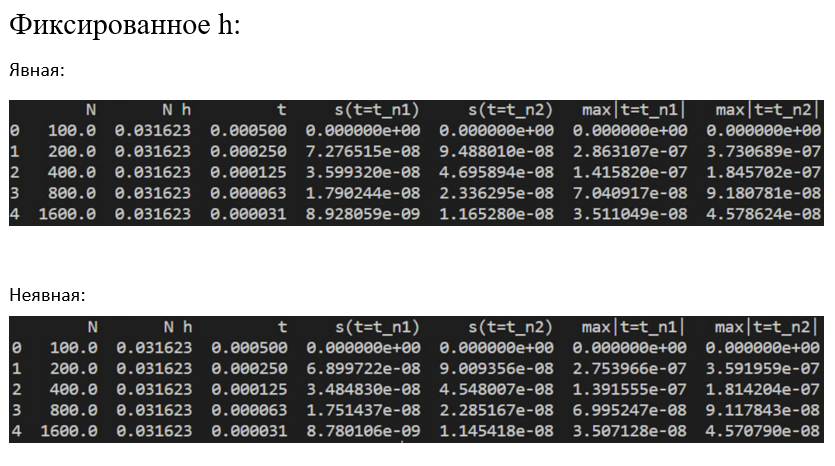 Фиксированное h:
Явная:
N N h t s(t=t_n1) s(t=t_n2) max|t=t_n1| max|t=t_n2|
0 100.0 0.031623 0.000500 0.000000e+00 0.000000e+00 0.000000e+00 0.000000e+00
1 200.0 0.031623 0.000250 7.276515e-08 9.488010e-08 2.863107e-07 3.730689e-07
2 400.0 0.031623 0.000125 3.599320e-08 4.695894e-08 1.415820e-07 1.845702e-07
3 800.0 0.031623 0.000063 1.790244e-08 2.336295e-08 7.040917e-08 9.180781e-08
4 1600.0 0.031623 0.000031 8.928059e-09 1.165280e-08 3.511049e-08 4.578624e-08
Неявная:
N N h t s(t=t_n1) s(t=t_n2) max|t=t_n1| max|t=t_n2|
0 100.0 0.031623 0.000500 0.000000e+00 0.000000e+00 0.000000e+00 0.000000e+00
1 200.0 0.031623 0.000250 6.899722e-08 9.009356e-08 2.753966e-07 3.591959e-07
2 400.0 0.031623 0.000125 3.484830e-08 4.548007e-08 1.391555e-07 1.814204e-07
3 800.0 0.031623 0.000063 1.751437e-08 2.285167e-08 6.995247e-08 9.117843e-08
4 1600.0 0.031623 0.000031 8.780106e-09 1.145418e-08 3.507128e-08 4.570790e-08